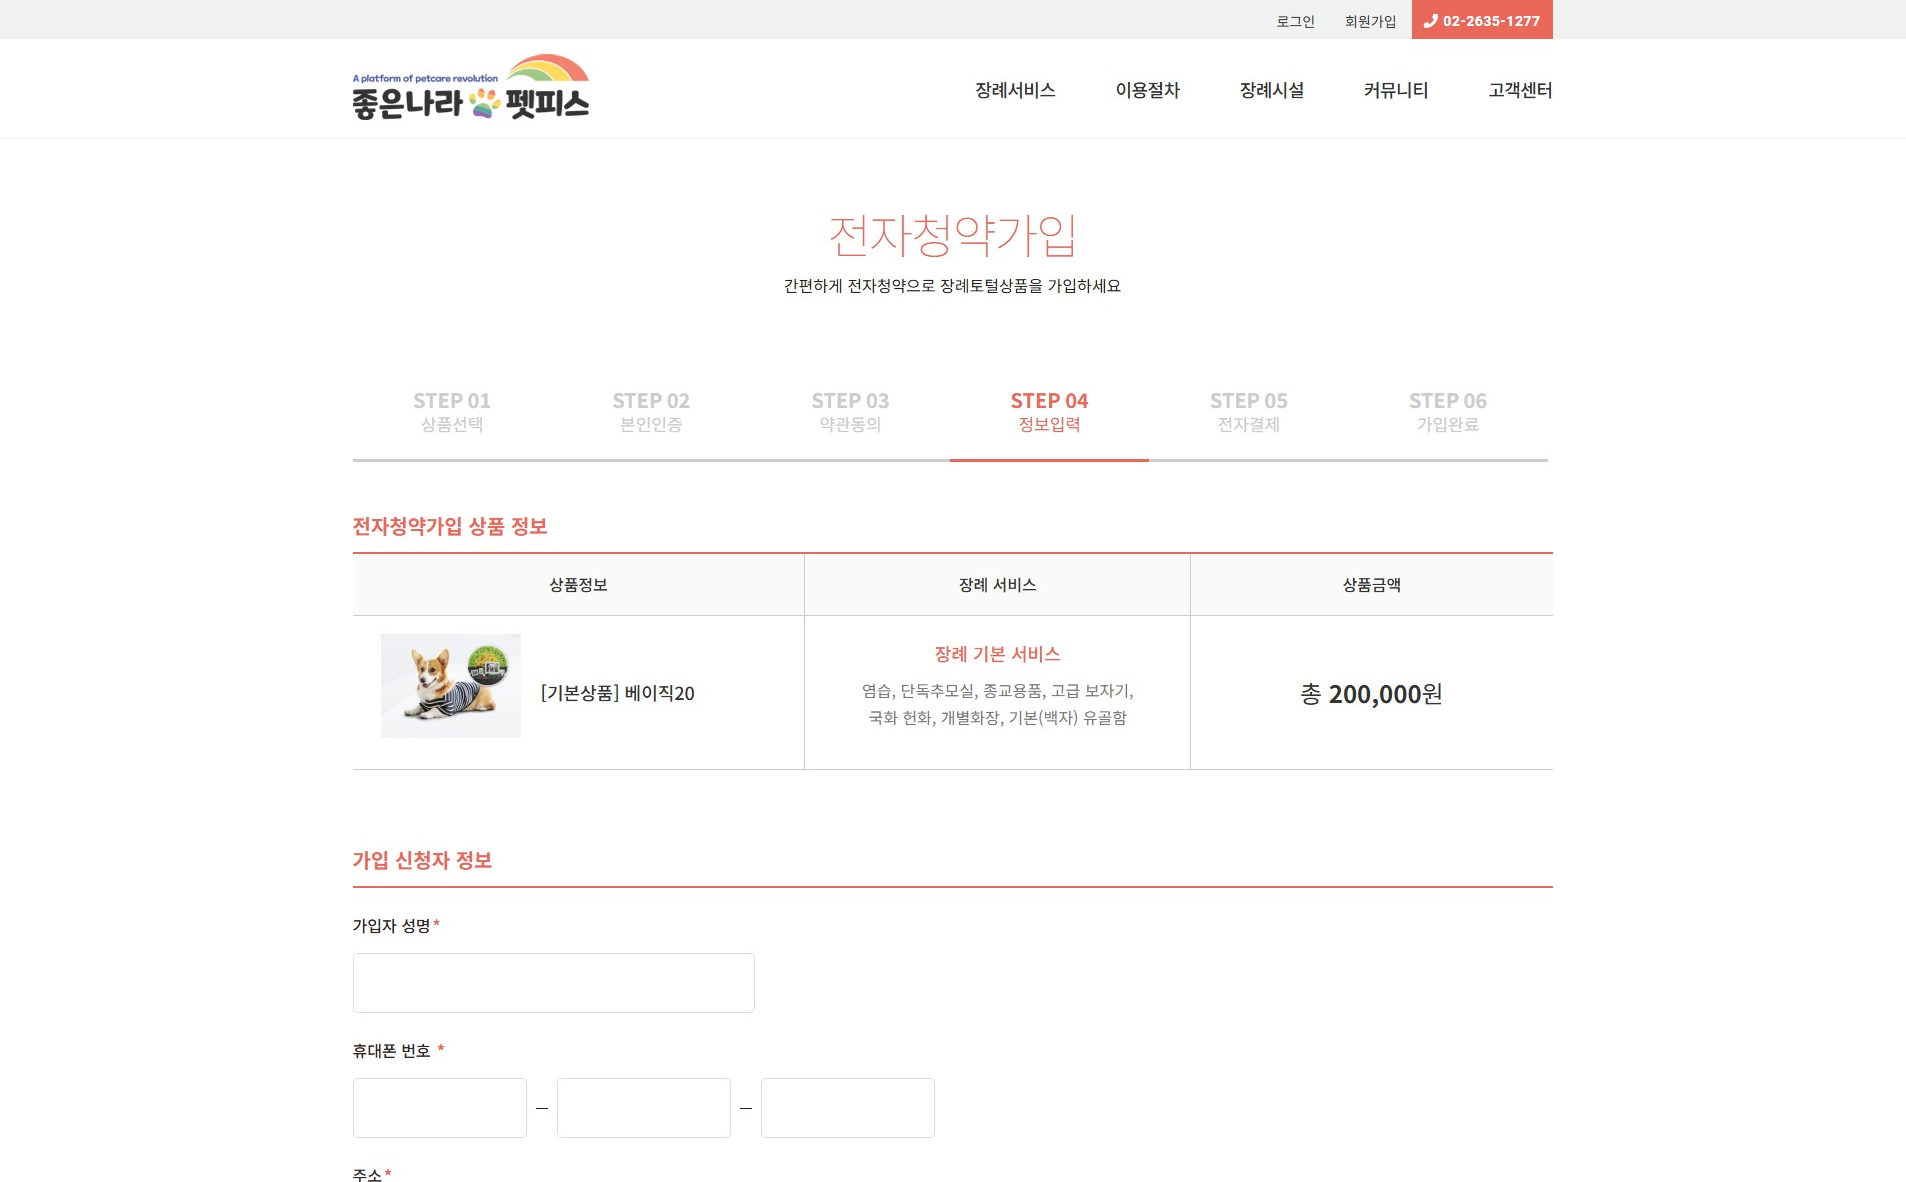 로그인 회원가입 02-2635-1277
A platform of petcare revolution
좋은나라 펫피스
장례서비스 이용절차 장례시설 커뮤니티 고객센터
전자청약가입
간편하게 전자청약으로 장례토털상품을 가입하세요
STEP 01 STEP 02 STEP 03 STEP 04 STEP 05 STEP 06
상품선택 본인인증 약관동의 정보입력 전자결제 가입완료
전자청약가입 상품 정보
상품정보 장례 서비스 상품금액
[기본상품] 베이직20
장례 기본 서비스
염습, 단독추모실, 종교용품, 고급 보자기,
국화 헌화, 개별화장, 기본(백자) 유골함
총 200,000원
가입 신청자 정보
가입자 성명*
휴대폰 번호 *
주소*